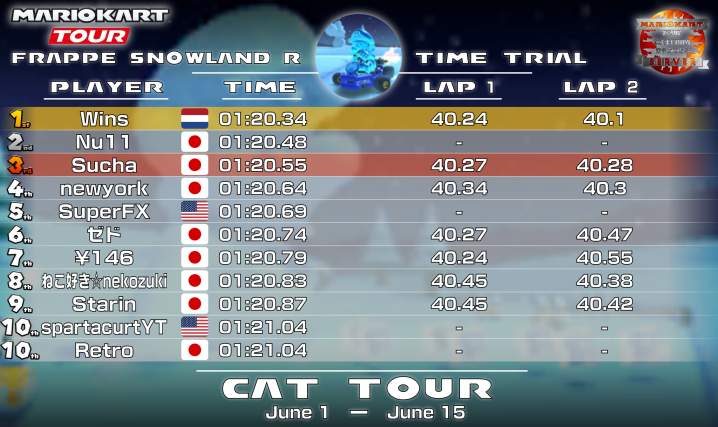 MARIOKART
TOUR
FRAPPE SNOWLAND R TIME TRIAL
PLAYER TIME LAP 1 LAP 2
1st Wins 01:20.34 40.24 40.1
2nd Nu11 01:20.48 - -
3rd Sucha 01:20.55 40.27 40.28
4th newyork 01:20.64 40.34 40.3
5th SuperFX 01:20.69 - -
6th ゼド 01:20.74 40.27 40.47
7th ¥146 01:20.79 40.24 40.55
8th ねこ好き☆nekozuki 01:20.83 40.45 40.38
9th Starin 01:20.87 40.45 40.42
10th spartacurtYT 01:21.04 - -
10th Retro 01:21.04 - -
CAT TOUR
June 1 — June 15